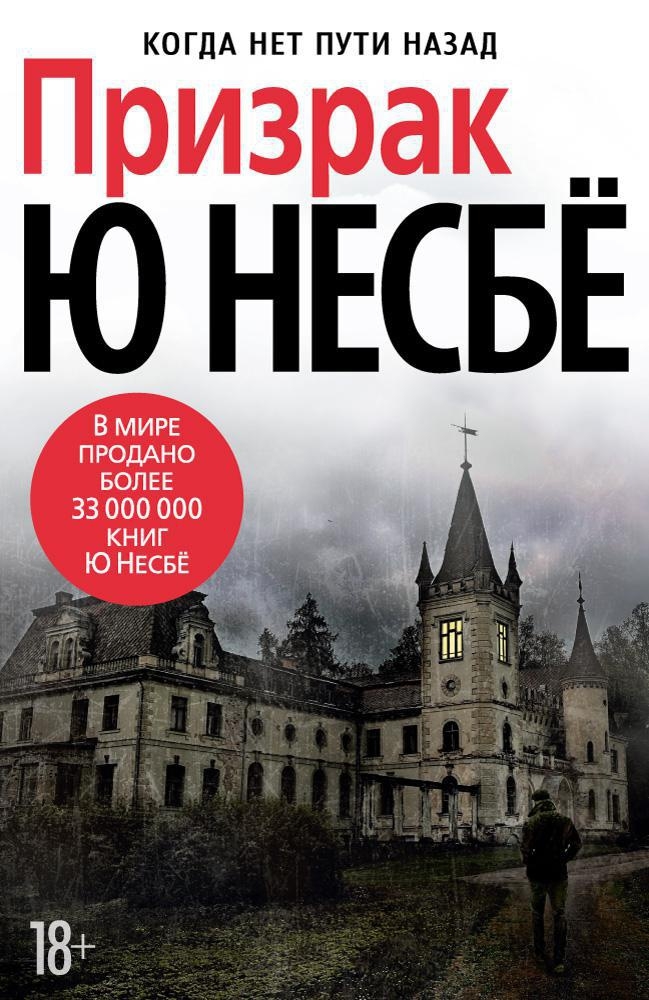 КОГДА НЕТ ПУТИ НАЗАД
Призрак
Ю НЕСБЁ
В МИРЕ
ПРОДАНО
БОЛЕЕ
33 000 000
КНИГ
Ю НЕСБЁ
18+